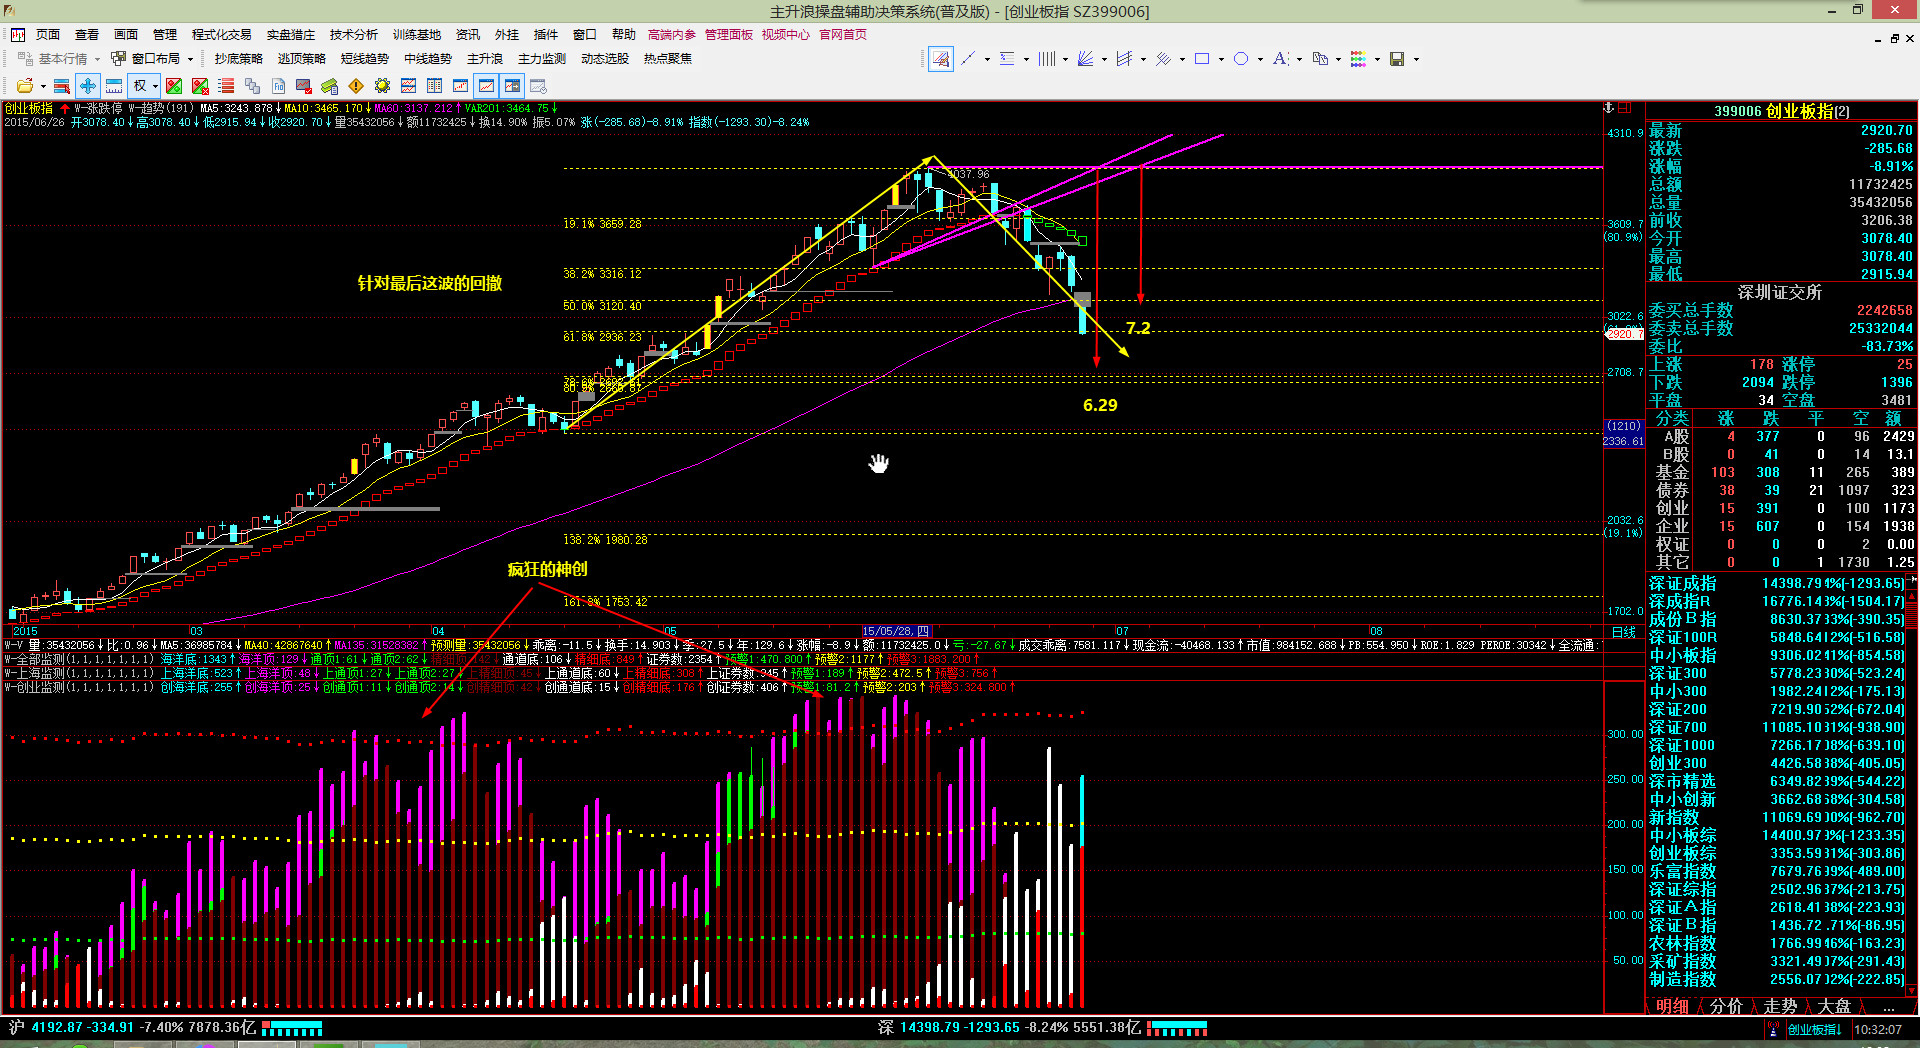 主升浪操盘辅助决策系统(普及版) - [创业板指 SZ399006]
页面 查看 画面 管理 程式化交易 实盘猎庄 技术分析 训练基地 资讯 外挂 插件 窗口 帮助 高端内参 管理面板 视频中心 官网首页
基本行情 窗口布局 抄底策略 逃顶策略 短线趋势 中线趋势 主升浪 主力监测 动态选股 热点聚焦
权
创业板指 W-涨跌停 W-趋势(191) MA5:3243.878↓MA10:3465.170↓MA60:3137.212↑VAR201:3464.75↓
2015/06/26 开3078.40↓高3078.40↓低2915.94↓收2920.70↓量35432056↓额11732425↓换14.90% 振5.07% 涨(-285.68)-8.91% 指数(-1293.30)-8.24%
4037.96
19.1% 3659.28
38.2% 3316.12
50.0% 3120.40
61.8% 2936.23
138.2% 1980.28
161.8% 1753.42
针对最后这波的回撤
疯狂的神创
7.2
6.29
4310.9
3609.7
(80.9%)
3022.6
2920.7
2708.7
(1210)
2336.61
2032.6
(19.1%)
1702.0
2015 03 04 05 15/05/28,四 07 08 日线
W-V 量:35432056↓比:0.96↓MA5:36985784↓MA40:42867640↑MA135:31528382↑预测量:35432056↓乖离:-11.5↓换手:14.903↓季:27.5↓年:129.6↓涨幅:-8.9↓额:11732425.0↓亏:-27.67↓成交乖离:7581.117↓现金流:-40468.133↑市值:984152.688↓PB:554.950↓ROE:1.829 PEROE:30342↓全流通:
W-全部监测(1,1,1,1,1,1,1) 海洋底:1343↑海洋顶:129↓通顶1:61↓通顶2:62↓精细顶:42↓通道底:106↓精细底:849↑证券数:2354↑预警1:470.800↑预警2:1177↑预警3:1883.200↑
W-上海监测(1,1,1,1,1,1,1) 上海洋底:523↑上海洋顶:48↓上通顶1:27↓上通顶2:27↓上通道底:60↓上精细底:308↑上证券数:945↑预警1:189↑预警2:472.5↑预警3:756↑
W-创业监测(1,1,1,1,1,1,1) 创海洋底:255↑创海洋顶:25↓创通顶1:11↓创通顶2:14↓创通道底:15↓创精细底:176↑创证券数:406↑预警1:81.2↑预警2:203↑预警3:324.800↑
300.00
250.00
200.00
150.00
100.00
50.00
399006 创业板指(2)
最新 2920.70
涨跌 -285.68
涨幅 -8.91%
总额 11732425
总量 35432056
前收 3206.38
今开 3078.40
最高 3078.40
最低 2915.94
深圳证交所
委买总手数 2242658
委卖总手数 25332044
委比 -83.73%
上涨 178 涨停 25
下跌 2094 跌停 1396
平盘 34 空盘 3481
分类 涨 跌 平 空 额
A股 4 377 0 96 2429
B股 0 41 0 14 13.1
基金 103 308 11 265 389
债券 38 39 21 1097 323
创业 15 391 0 100 1173
企业 15 607 0 154 1938
权证 0 0 0 2 0.00
其它 0 0 1 1730 1.25
深证成指 14398.79 (-1293.65)
深成指R 16776.14 (-1504.17)
成份B指 8630.37 (-390.35)
深证100R 5848.64 (-516.58)
中小板指 9306.02 (-854.58)
深证300 5778.23 (-523.24)
中小300 1982.24 (-175.13)
深证200 7219.90 (-672.04)
深证700 11085.10 (-938.90)
深证1000 7266.17 (-639.10)
创业300 4426.58 (-405.05)
深市精选 6349.82 (-544.22)
中小创新 3662.68 (-304.58)
新指数 11069.69 (-962.70)
中小板综 14400.97 (-1233.35)
创业板综 3353.59 (-303.86)
乐富指数 7679.76 (-489.00)
深证综指 2502.96 (-213.75)
深证A指 2618.41 (-223.93)
深证B指 1436.72 (-86.95)
农林指数 1766.99 (-163.23)
采矿指数 3321.49 (-291.43)
制造指数 2556.07 (-222.85)
明细 分价 走势 大盘 ...
沪 4192.87 -334.91 -7.40% 7878.36亿 深 14398.79 -1293.65 -8.24% 5551.38亿 创业板指↓ 10:32:07